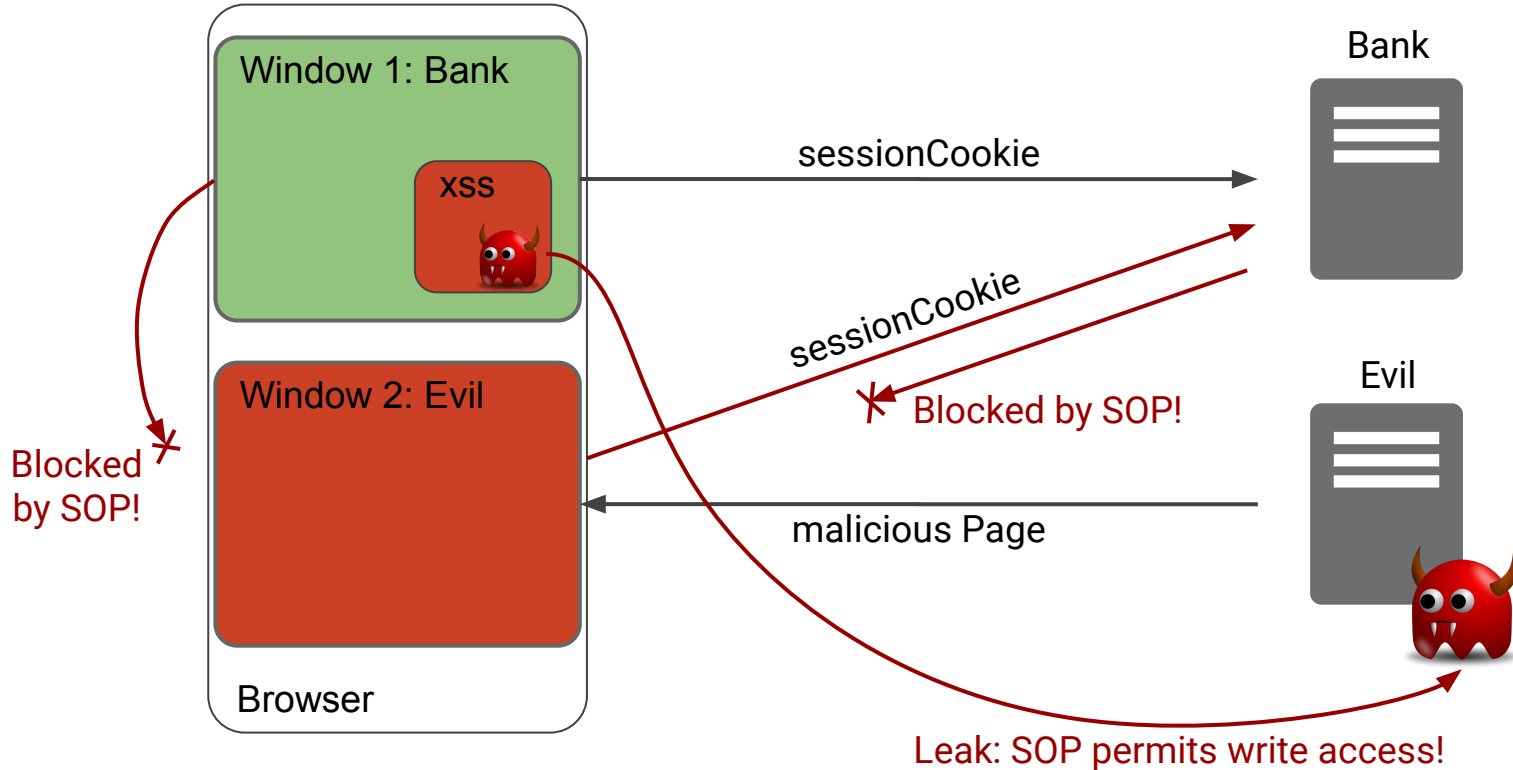 Window 1: Bank
xss
Window 2: Evil
Browser
Blocked
by SOP!
sessionCookie
sessionCookie
Blocked by SOP!
malicious Page
Bank
Evil
Leak: SOP permits write access!